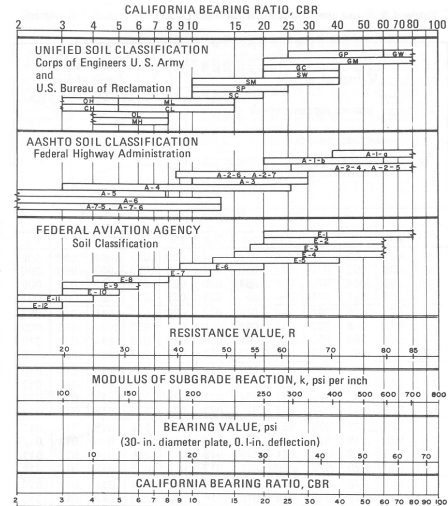 CALIFORNIA BEARING RATIO, CBR
2 3 4 5 6 7 8 9 10 15 20 25 30 40 50 60 70 80
UNIFIED SOIL CLASSIFICATION
Corps of Engineers U. S. Army
and
U.S. Bureau of Reclamation
GP GW
GM
GC
SW
SM
SP
SC
OH ML
CH CL
OL
MH
AASHTO SOIL CLASSIFICATION
Federal Highway Administration
A-1-a
A-1-b
A-2-4, A-2-5
A-2-6, A-2-7
A-3
A-4
A-5
A-6
A-7-5, A-7-6
FEDERAL AVIATION AGENCY
Soil Classification
E-1
E-2
E-3
E-4
E-5
E-6
E-7
E-8
E-9
E-10
E-11
E-12
RESISTANCE VALUE, R
20 30 40 50 55 60 70 80 85
MODULUS OF SUBGRADE REACTION, k, psi per inch
100 150 200 250 300 400 500 600 700 800
BEARING VALUE, psi
(30- in. diameter plate, 0.1-in. deflection)
10 20 30 40 50 60 70
CALIFORNIA BEARING RATIO, CBR
2 3 4 5 6 7 8 9 10 15 20 25 30 40 50 60 70 80 90